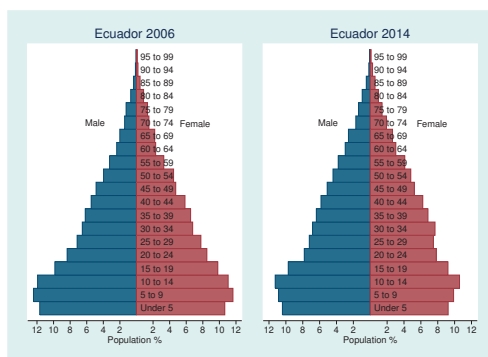 Ecuador 2006
95 to 99
90 to 94
85 to 89
80 to 84
75 to 79
Male
70 to 74
Female
65 to 69
60 to 64
55 to 59
50 to 54
45 to 49
40 to 44
35 to 39
30 to 34
25 to 29
20 to 24
15 to 19
10 to 14
5 to 9
Under 5
12 10 8 6 4 2 2 4 6 8 10 12
Population %
Ecuador 2014
95 to 99
90 to 94
85 to 89
80 to 84
75 to 79
Male
70 to 74
Female
65 to 69
60 to 64
55 to 59
50 to 54
45 to 49
40 to 44
35 to 39
30 to 34
25 to 29
20 to 24
15 to 19
10 to 14
5 to 9
Under 5
12 10 8 6 4 2 2 4 6 8 10 12
Population %